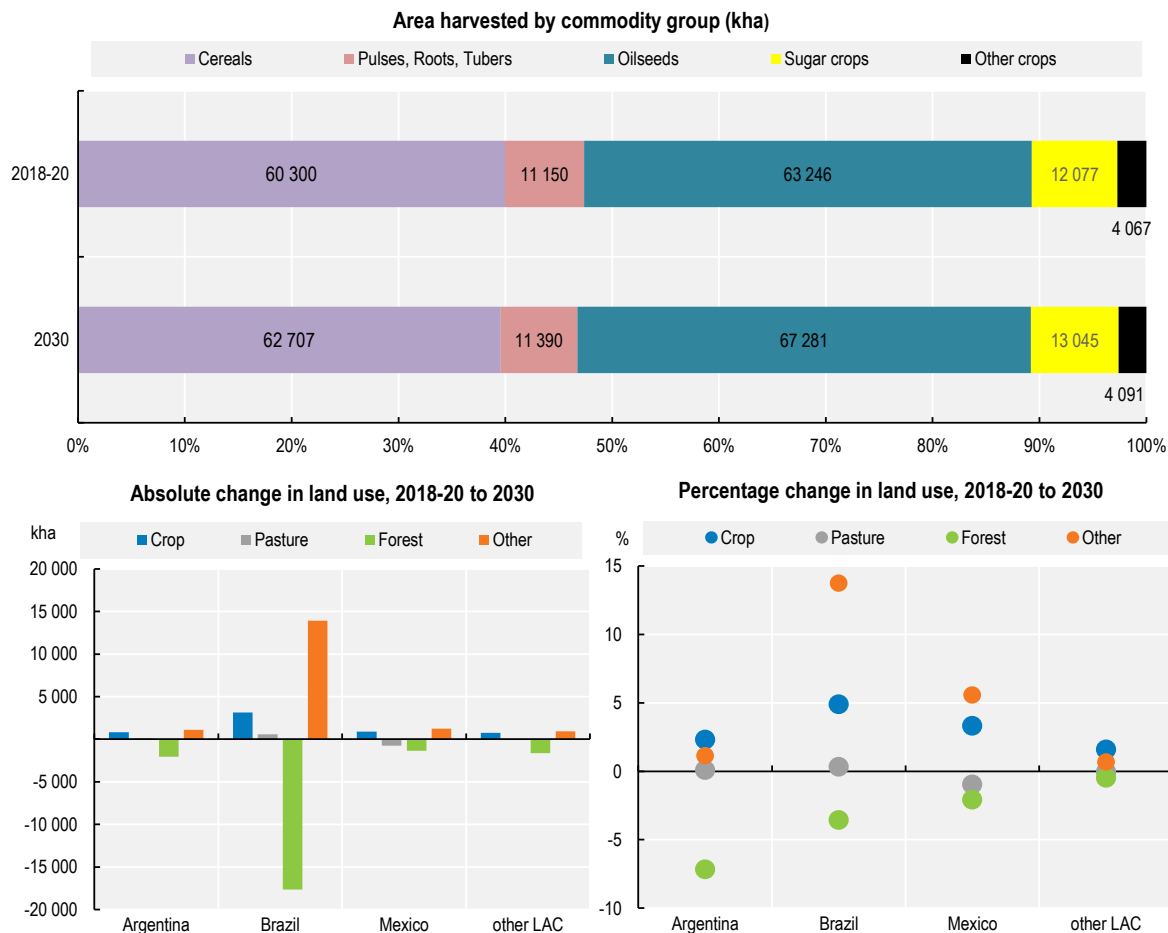 Area harvested by commodity group (kha)
Cereals Pulses, Roots, Tubers Oilseeds Sugar crops Other crops
2018-20 60 300 11 150 63 246 12 077
4 067
2030 62 707 11 390 67 281 13 045
4 091
0% 10% 20% 30% 40% 50% 60% 70% 80% 90% 100%
Absolute change in land use, 2018-20 to 2030
kha
Crop Pasture Forest Other
20 000
15 000
10 000
5 000
0
-5 000
-10 000
-15 000
-20 000
Argentina Brazil Mexico other LAC
Percentage change in land use, 2018-20 to 2030
%
Crop Pasture Forest Other
15
10
5
0
-5
-10
Argentina Brazil Mexico other LAC